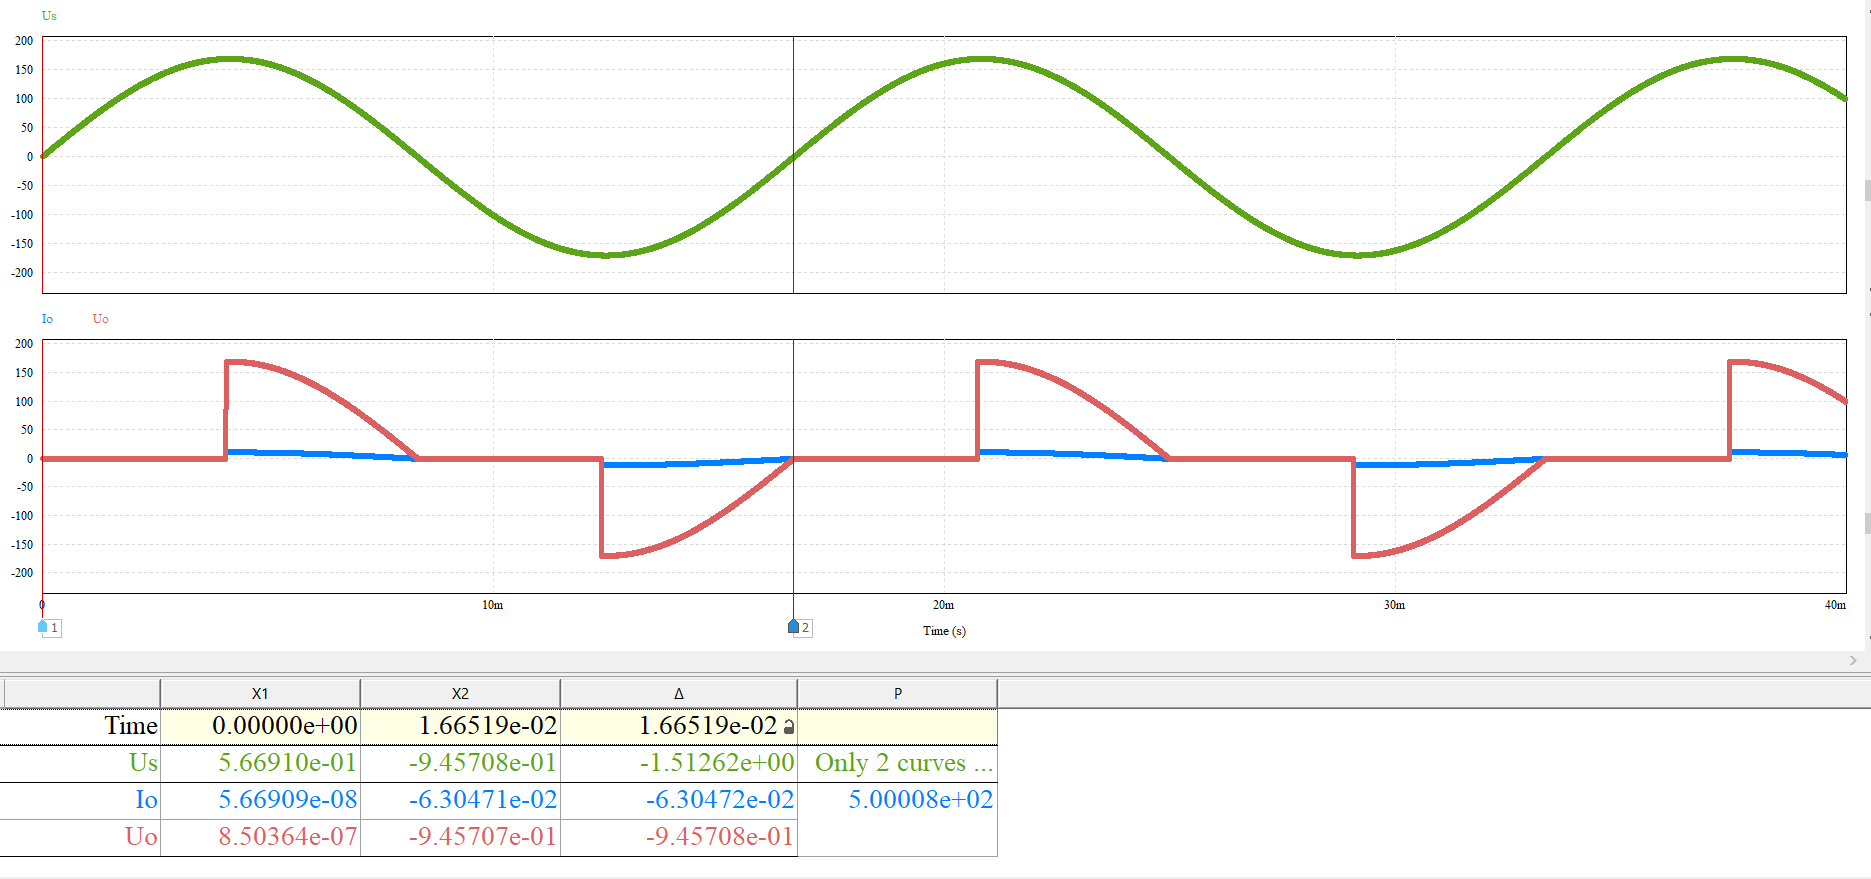 Us
200
150
100
50
0
-50
-100
-150
-200
Io Uo
200
150
100
50
0
-50
-100
-150
-200
0 10m 20m 30m 40m
1 2 Time (s)
X1 X2 Δ P
Time 0.00000e+00 1.66519e-02 1.66519e-02
Us 5.66910e-01 -9.45708e-01 -1.51262e+00 Only 2 curves ...
Io 5.66909e-08 -6.30471e-02 -6.30472e-02 5.00008e+02
Uo 8.50364e-07 -9.45707e-01 -9.45708e-01